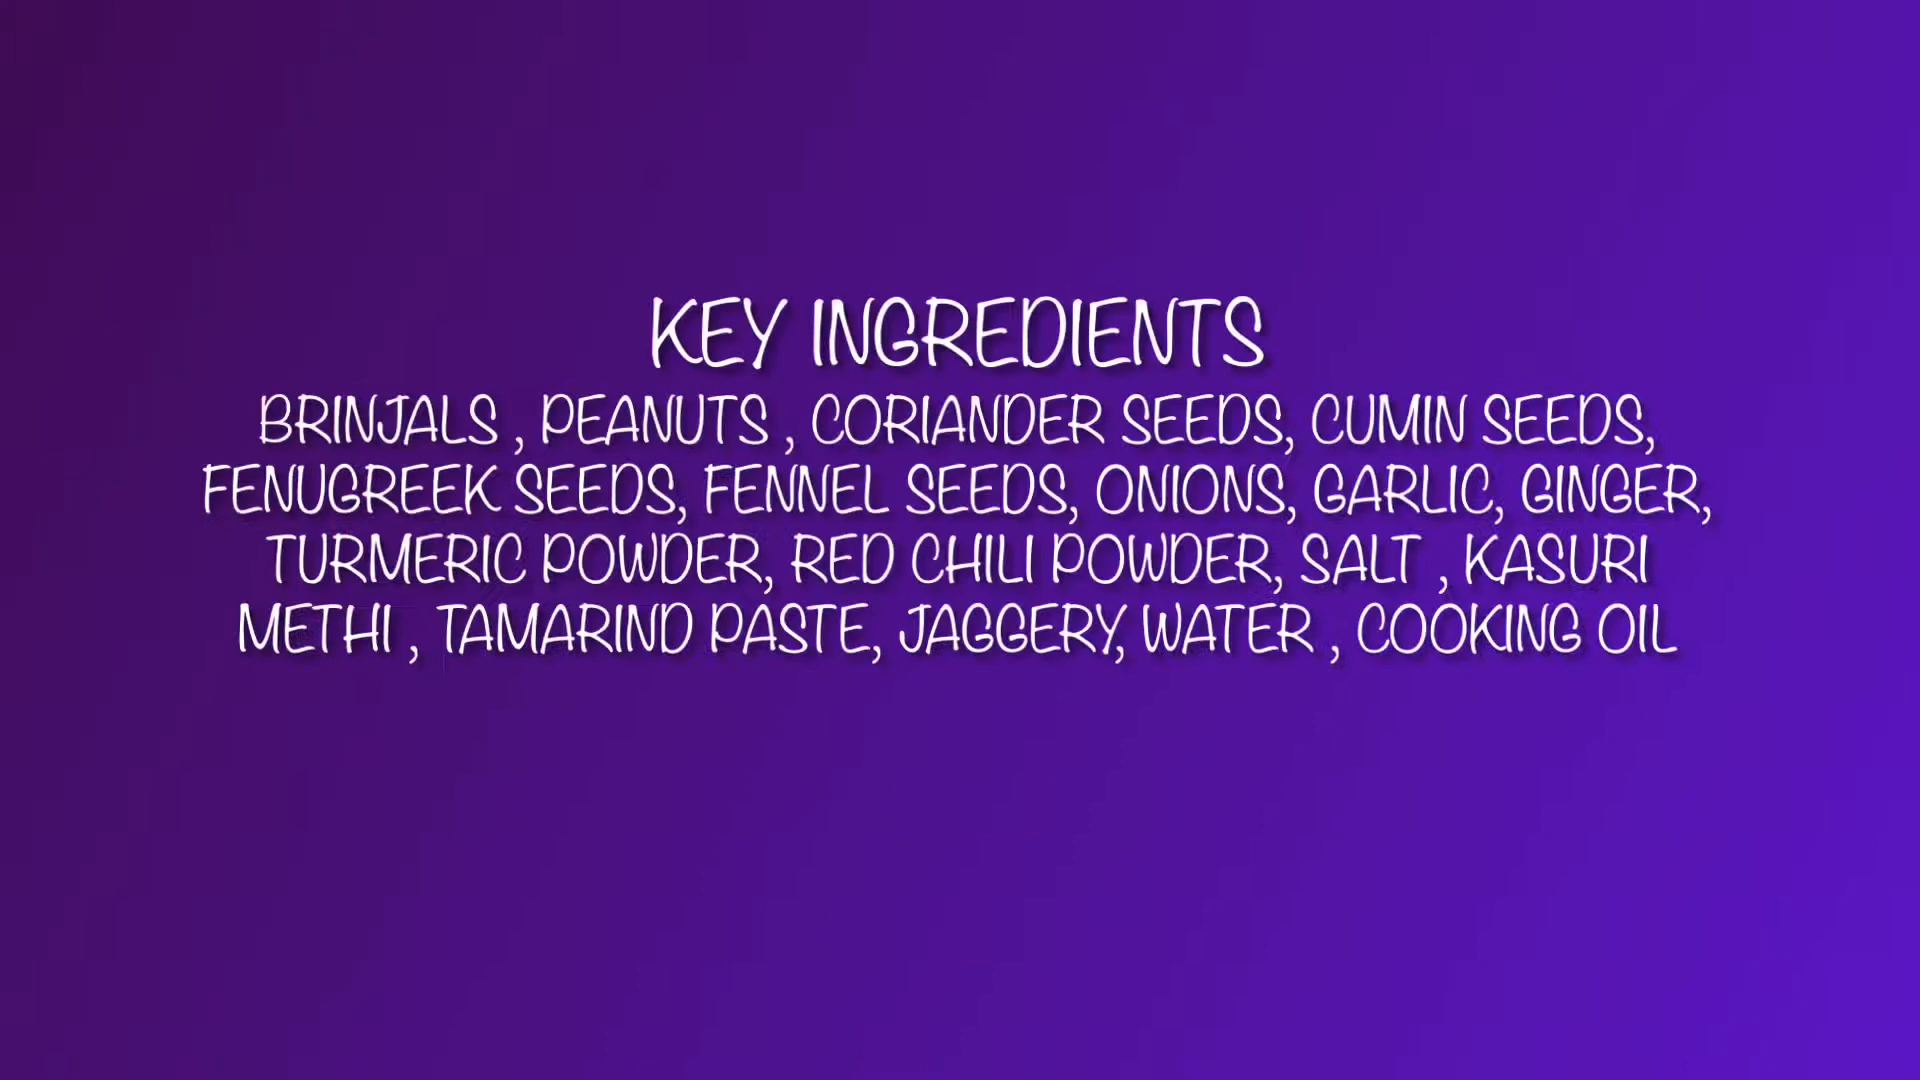 KEY INGREDIENTS
BRINJALS , PEANUTS , CORIANDER SEEDS, CUMIN SEEDS,
FENUGREEK SEEDS, FENNEL SEEDS, ONIONS, GARLIC, GINGER,
TURMERIC POWDER, RED CHILI POWDER, SALT , KASURI
METHI , TAMARIND PASTE, JAGGERY, WATER , COOKING OIL